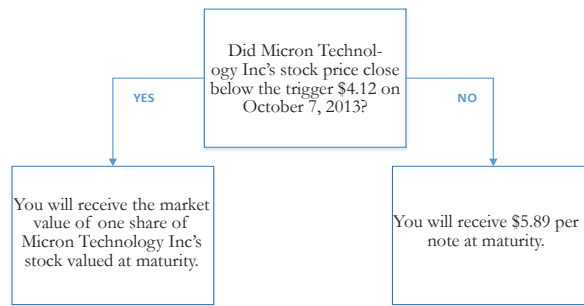 Did Micron Technol-
ogy Inc's stock price close
below the trigger $4.12 on
October 7, 2013?
YES
NO
You will receive the market
value of one share of
Micron Technology Inc's
stock valued at maturity.
You will receive $5.89 per
note at maturity.